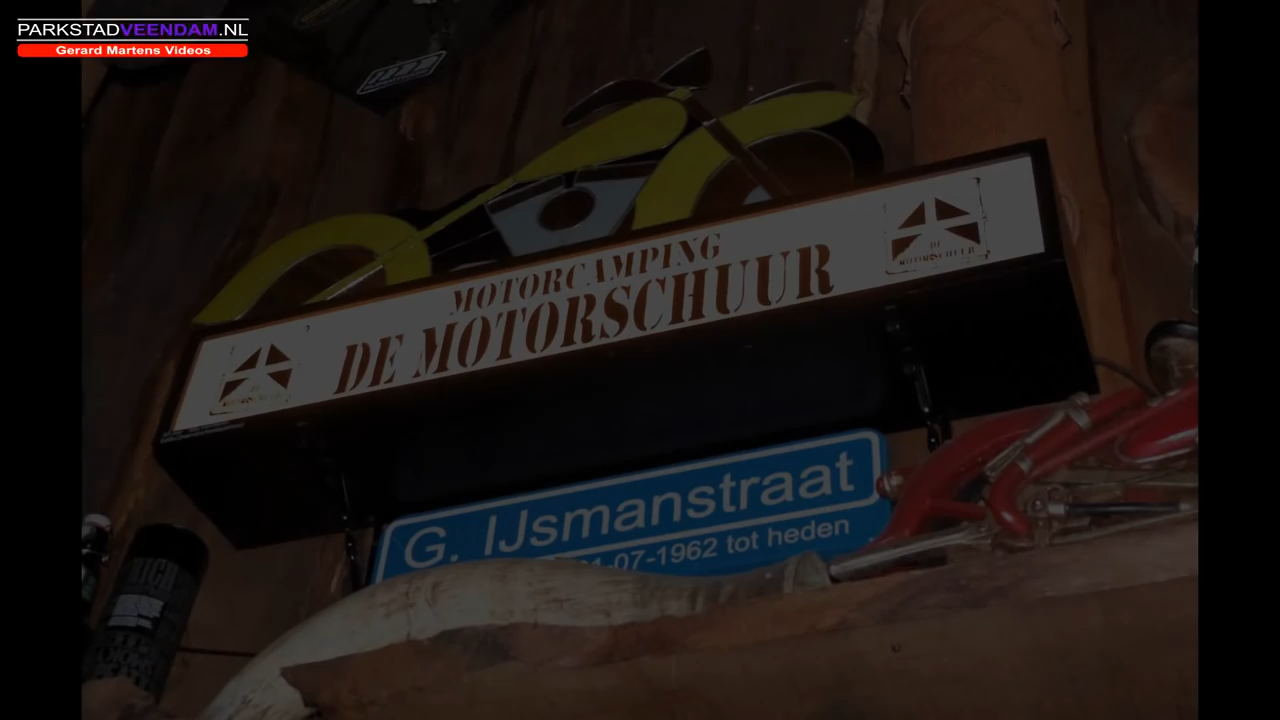 PARKSTADVEENDAM.NL
Gerard Martens Videos
MOTORCAMPING
DE MOTORSCHUUR
DE
MOTORSCHUUR
G. IJsmanstraat
-07-1962 tot heden